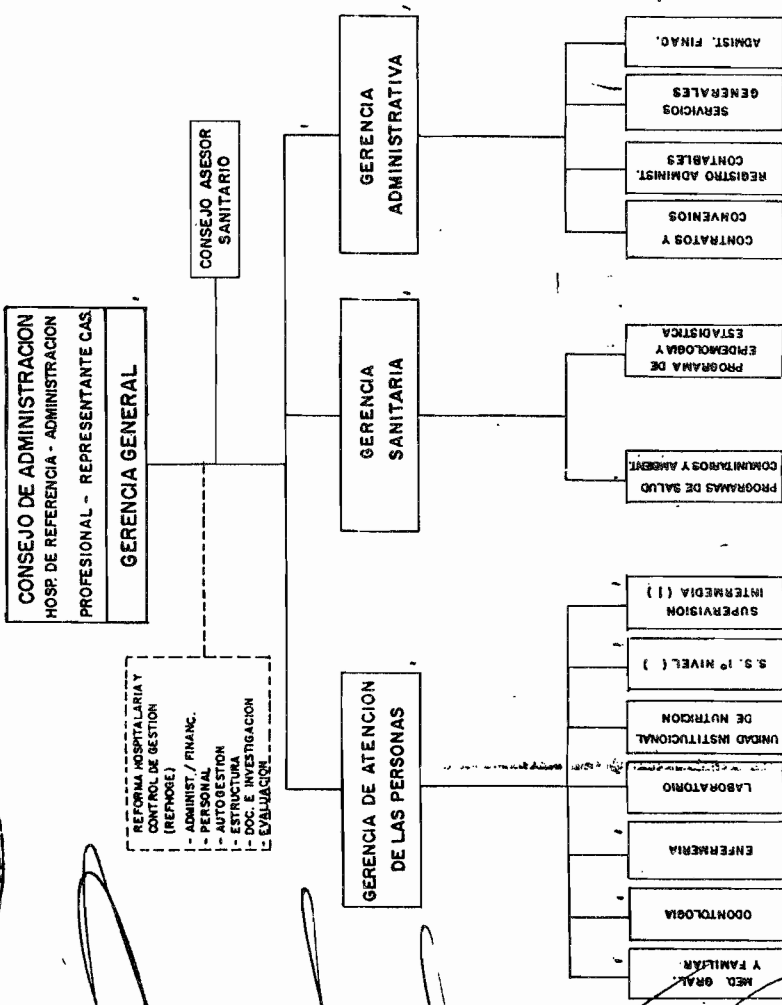 CONSEJO DE ADMINISTRACION
HOSP. DE REFERENCIA - ADMINISTRACION
PROFESIONAL - REPRESENTANTE CAS.
GERENCIA GENERAL
CONSEJO ASESOR
SANITARIO
REFORMA HOSPITALARIA Y
CONTROL DE GESTION
(REFHOGE)
- ADMINIST./FINANC.
- PERSONAL
- AUTOGESTION
- ESTRUCTURA
- DOC. E INVESTIGACION
- EVALUACION
GERENCIA DE ATENCION
DE LAS PERSONAS
GERENCIA
SANITARIA
GERENCIA
ADMINISTRATIVA
MED. GRAL.
Y FAMILIAR
ODONTOLOGIA
ENFERMERIA
LABORATORIO
UNIDAD INSTITUCIONAL
DE NUTRICION
S.S. 1º NIVEL ( )
SUPERVISION
INTERMEDIA (1)
PROGRAMAS DE SALUD
COMUNITARIOS Y AMBIENT.
PROGRAMA DE
EPIDEMIOLOGIA Y
ESTADISTICA
CONTRATOS Y
CONVENIOS
REGISTRO ADMINIST.
CONTABLES
SERVICIOS
GENERALES
ADMIST. FINAC.